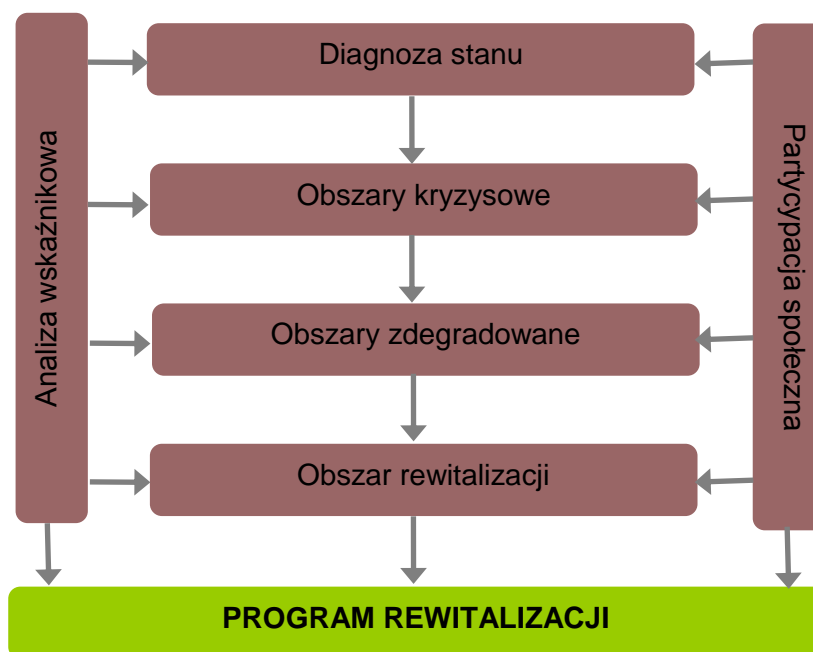 Diagnoza stanu
Analiza wskaźnikowa
Partycypacja społeczna
Obszary kryzysowe
Obszary zdegradowane
Obszar rewitalizacji
PROGRAM REWITALIZACJI